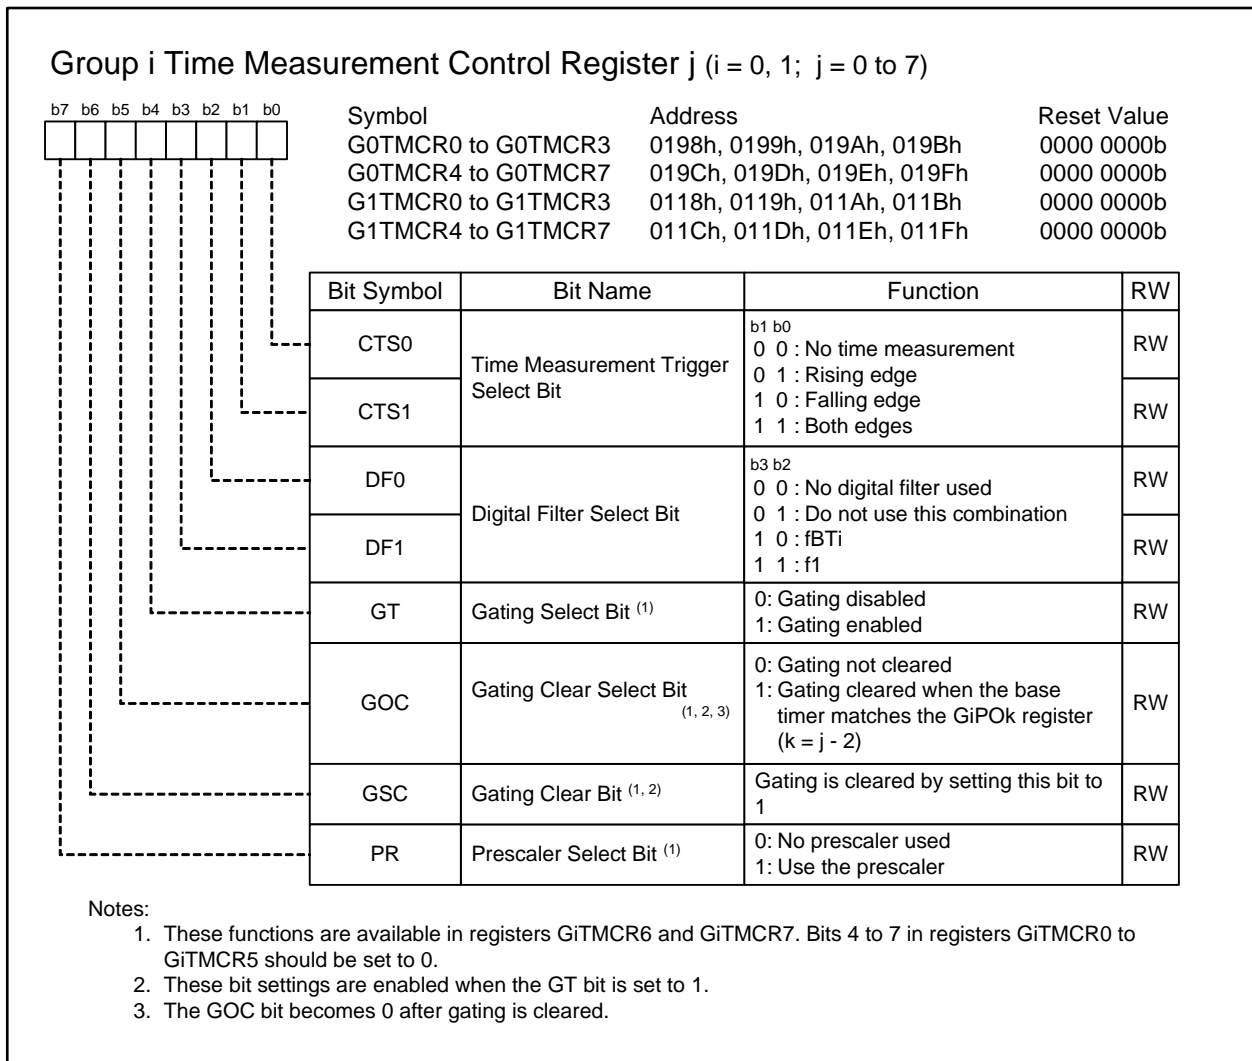 Group i Time Measurement Control Register j (i = 0, 1; j = 0 to 7)
b7 b6 b5 b4 b3 b2 b1 b0
Symbol Address Reset Value
G0TMCR0 to G0TMCR3 0198h, 0199h, 019Ah, 019Bh 0000 0000b
G0TMCR4 to G0TMCR7 019Ch, 019Dh, 019Eh, 019Fh 0000 0000b
G1TMCR0 to G1TMCR3 0118h, 0119h, 011Ah, 011Bh 0000 0000b
G1TMCR4 to G1TMCR7 011Ch, 011Dh, 011Eh, 011Fh 0000 0000b
Bit Symbol Bit Name Function RW
CTS0
CTS1
Time Measurement Trigger
Select Bit
b1 b0
0 0 : No time measurement
0 1 : Rising edge
1 0 : Falling edge
1 1 : Both edges
RW
RW
DF0
DF1
Digital Filter Select Bit
b3 b2
0 0 : No digital filter used
0 1 : Do not use this combination
1 0 : fBTi
1 1 : f1
RW
RW
GT
Gating Select Bit (1)
0: Gating disabled
1: Gating enabled
RW
GOC
Gating Clear Select Bit
(1, 2, 3)
0: Gating not cleared
1: Gating cleared when the base
timer matches the GiPOk register
(k = j - 2)
RW
GSC
Gating Clear Bit (1, 2)
Gating is cleared by setting this bit to
1
RW
PR
Prescaler Select Bit (1)
0: No prescaler used
1: Use the prescaler
RW
Notes:
1. These functions are available in registers GiTMCR6 and GiTMCR7. Bits 4 to 7 in registers GiTMCR0 to
GiTMCR5 should be set to 0.
2. These bit settings are enabled when the GT bit is set to 1.
3. The GOC bit becomes 0 after gating is cleared.